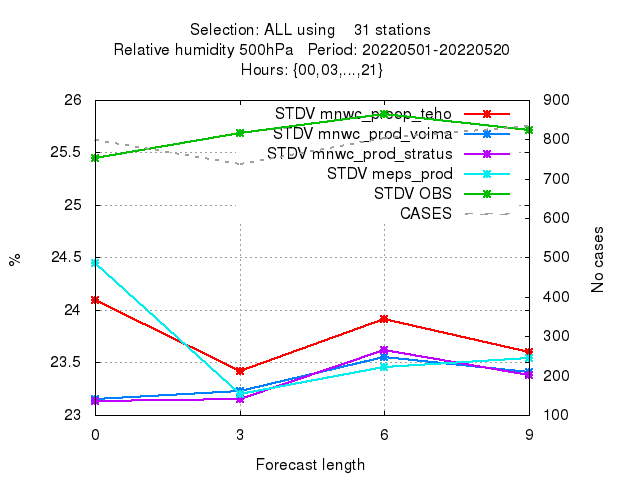 Selection: ALL using 31 stations
Relative humidity 500hPa Period: 20220501-20220520
Hours: {00,03,...,21}
26
25.5
25
24.5
24
23.5
23
%
900
800
700
600
500
400
300
200
100
No cases
STDV mnwc_preop_teho
STDV mnwc_prod_voima
STDV mnwc_prod_stratus
STDV meps_prod
STDV OBS
CASES
0 3 6 9
Forecast length